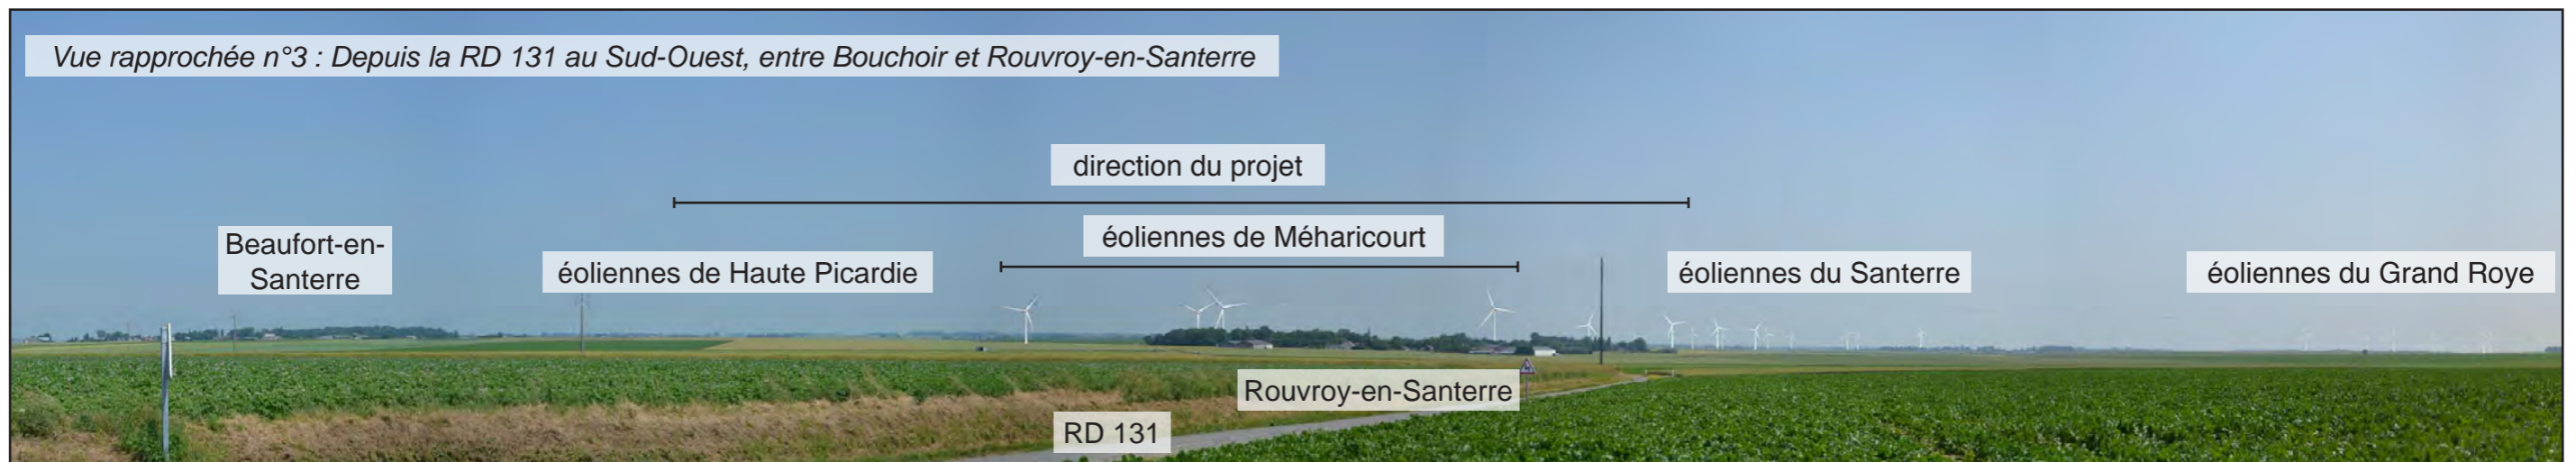 Vue rapprochée n°3 : Depuis la RD 131 au Sud-Ouest, entre Bouchoir et Rouvroy-en-Santerre
direction du projet
éoliennes de Méharicourt
Beaufort-en-
Santerre
éoliennes de Haute Picardie
éoliennes du Santerre
éoliennes du Grand Roye
Rouvroy-en-Santerre
RD 131